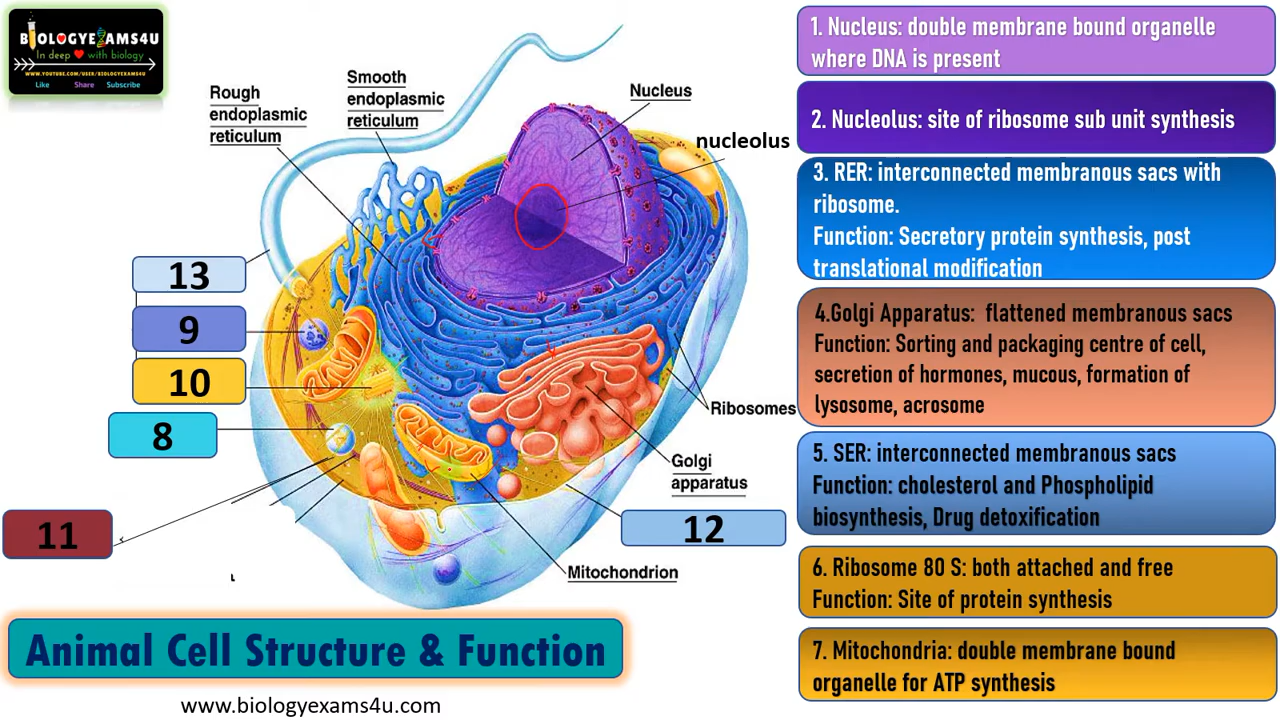 BIOLOGYEXAMS4U
In deep with biology
WWW.YOUTUBE.COM/USER/BIOLOGYEXAMS4U
Like Share Subscribe
Rough
endoplasmic
reticulum
Smooth
endoplasmic
reticulum
Nucleus
nucleolus
13
9
10
8
11
Ribosomes
Golgi
apparatus
12
Mitochondrion
Animal Cell Structure & Function
www.biologyexams4u.com
1. Nucleus: double membrane bound organelle
where DNA is present
2. Nucleolus: site of ribosome sub unit synthesis
3. RER: interconnected membranous sacs with
ribosome.
Function: Secretory protein synthesis, post
translational modification
4.Golgi Apparatus: flattened membranous sacs
Function: Sorting and packaging centre of cell,
secretion of hormones, mucous, formation of
lysosome, acrosome
5. SER: interconnected membranous sacs
Function: cholesterol and Phospholipid
biosynthesis, Drug detoxification
6. Ribosome 80 S: both attached and free
Function: Site of protein synthesis
7. Mitochondria: double membrane bound
organelle for ATP synthesis